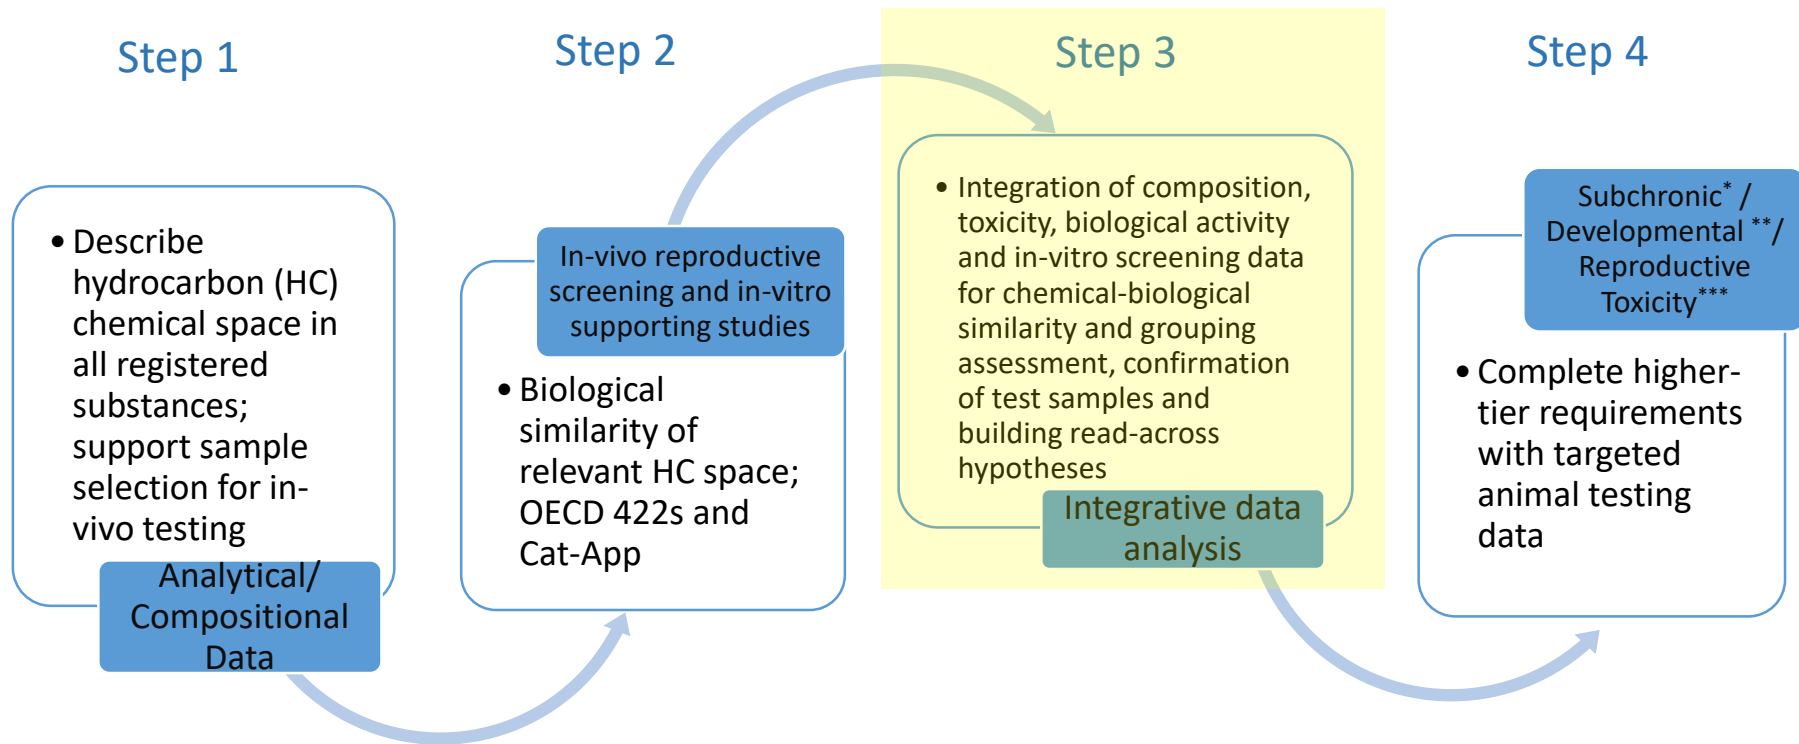 Step 1
• Describe
hydrocarbon (HC)
chemical space in
all registered
substances;
support sample
selection for in-
vivo testing
Analytical/
Compositional
Data
Step 2
In-vivo reproductive
screening and in-vitro
supporting studies
• Biological
similarity of
relevant HC space;
OECD 422s and
Cat-App
Step 3
• Integration of composition,
toxicity, biological activity
and in-vitro screening data
for chemical-biological
similarity and grouping
assessment, confirmation
of test samples and
building read-across
hypotheses
Integrative data
analysis
Step 4
Subchronic* /
Developmental **/
Reproductive
Toxicity***
• Complete higher-
tier requirements
with targeted
animal testing
data